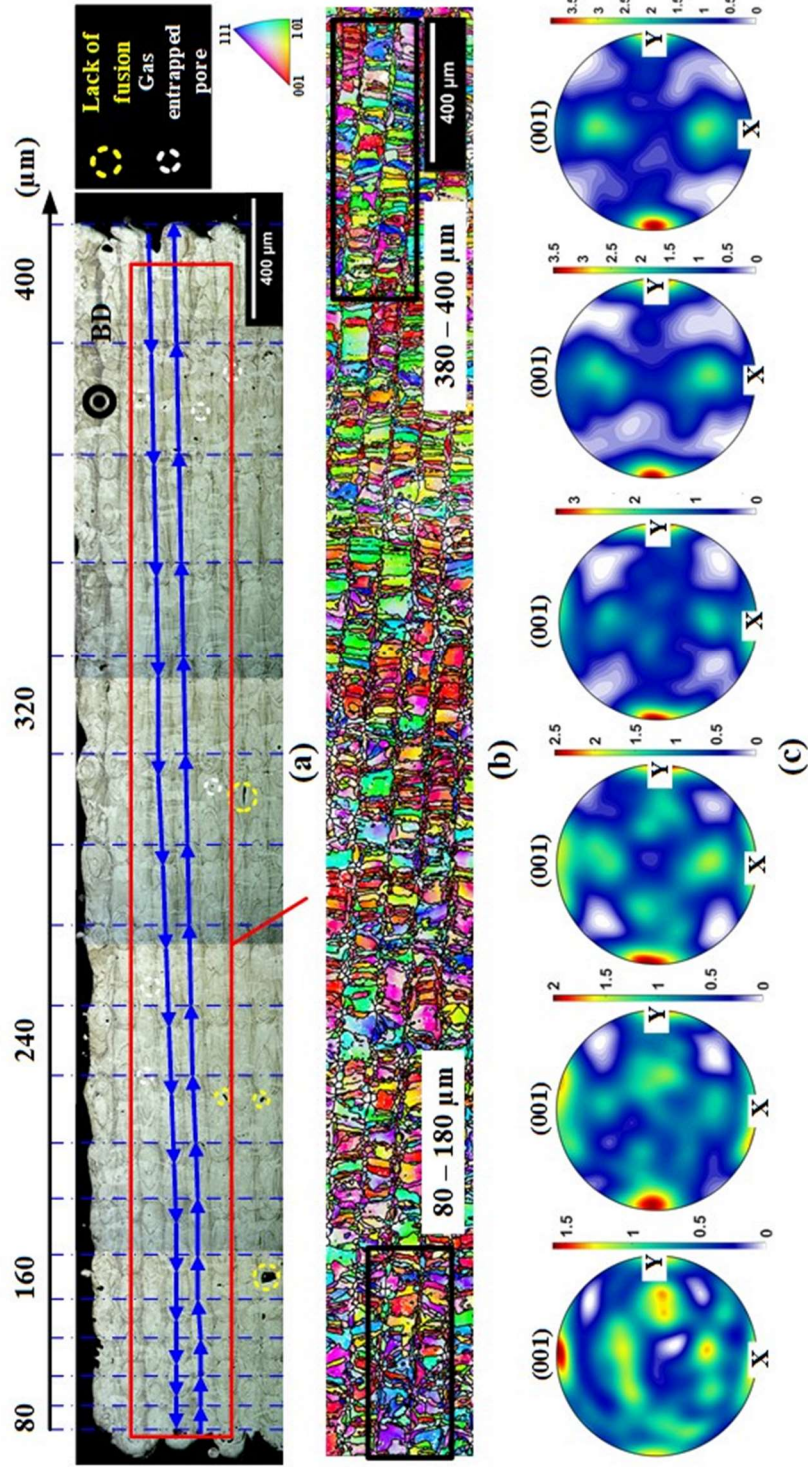 80
160
240
320
400
(μm)
BD
400 μm
Lack of
fusion
Gas
entrapped
pore
111
001
101
(a)
80 – 180 μm
380 – 400 μm
400 μm
(b)
(001)
1.5
1
0.5
0
Y
X
(001)
2
1.5
1
0.5
0
Y
X
(001)
2.5
2
1.5
1
0.5
0
Y
X
(001)
3
2
1
0
Y
X
(001)
3.5
3
2.5
2
1.5
1
0.5
0
Y
X
(001)
3.5
3
2.5
2
1.5
1
0.5
0
Y
X
(c)